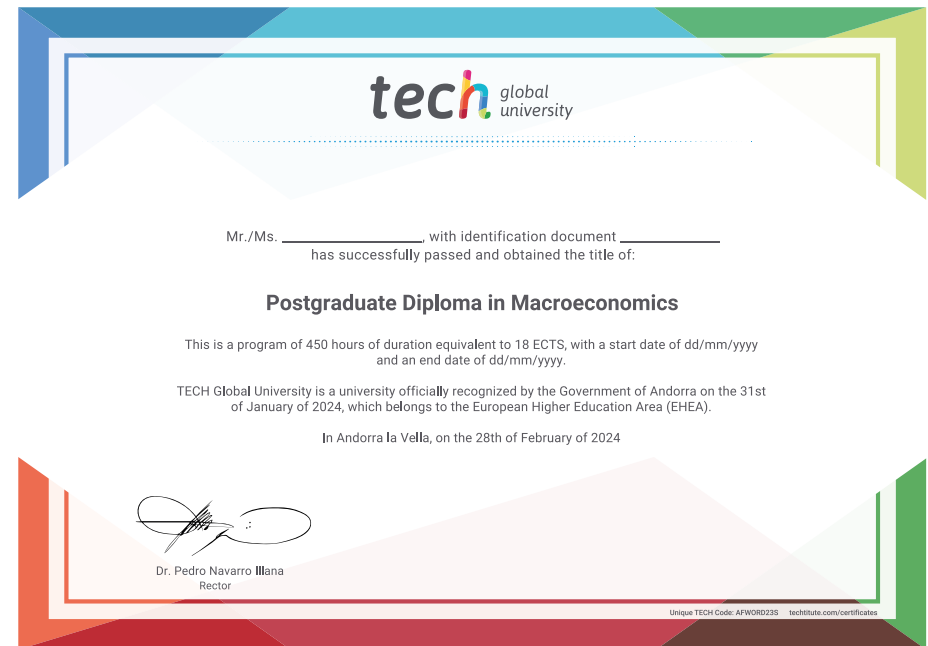 tech global university
Mr./Ms. ____________, with identification document ____________
has successfully passed and obtained the title of:
Postgraduate Diploma in Macroeconomics
This is a program of 450 hours of duration equivalent to 18 ECTS, with a start date of dd/mm/yyyy
and an end date of dd/mm/yyyy.
TECH Global University is a university officially recognized by the Government of Andorra on the 31st
of January of 2024, which belongs to the European Higher Education Area (EHEA).
In Andorra la Vella, on the 28th of February of 2024
Dr. Pedro Navarro Illana
Rector
Unique TECH Code: AFWORD23S techtitute.com/certificates